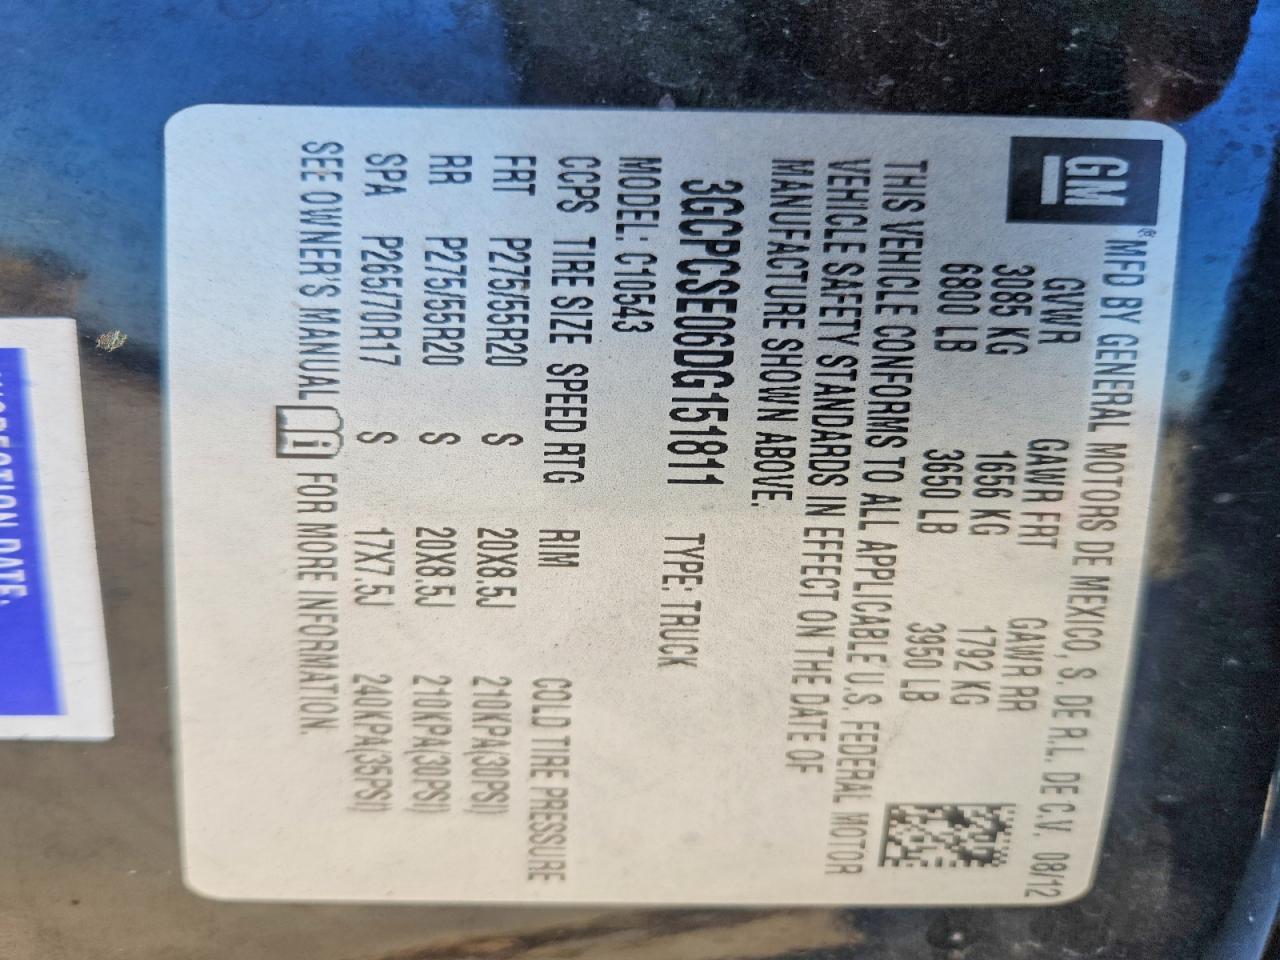 GM
® MFD BY GENERAL MOTORS DE MEXICO, S. DE R.L. DE C.V. 08/12
GVWR GAWR FRT GAWR RR
3085 KG 1656 KG 1792 KG
6800 LB 3650 LB 3950 LB
THIS VEHICLE CONFORMS TO ALL APPLICABLE U.S. FEDERAL MOTOR
VEHICLE SAFETY STANDARDS IN EFFECT ON THE DATE OF
MANUFACTURE SHOWN ABOVE.
3GCPCSE06DG151811 TYPE: TRUCK
MODEL: C10543
CCPS TIRE SIZE SPEED RTG RIM COLD TIRE PRESSURE
FRT P275/55R20 S 20X8.5J 210KPA(30PSI)
RR P275/55R20 S 20X8.5J 210KPA(30PSI)
SPA P265/70R17 S 17X7.5J 240KPA(35PSI)
SEE OWNER'S MANUAL i FOR MORE INFORMATION.
INSPECTION DATE: